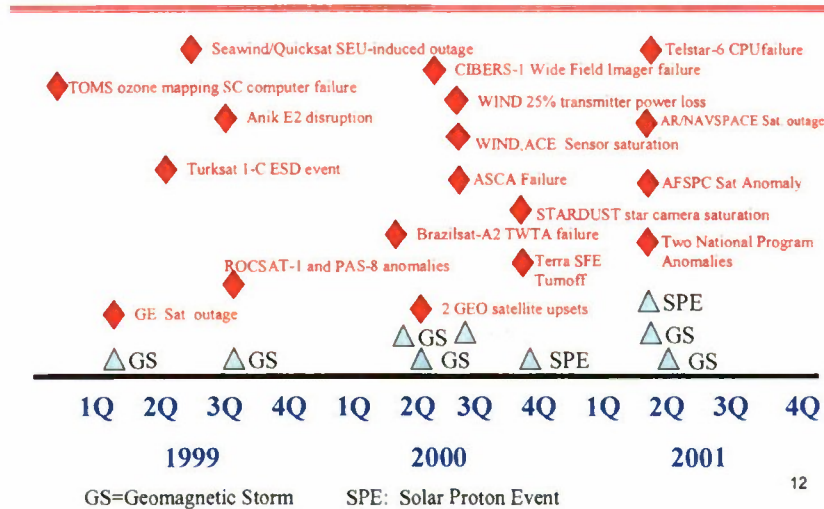 Seawind/Quicksat SEU-induced outage
Telstar-6 CPUfailure
CIBERS-1 Wide Field Imager failure
TOMS ozone mapping SC computer failure
WIND 25% transmitter power loss
Anik E2 disruption
AR/NAVSPACE Sat. outage
WIND,ACE Sensor saturation
Turksat 1-C ESD event
ASCA Failure
AFSPC Sat Anomaly
STARDUST star camera saturation
Brazilsat-A2 TWTA failure
Two National Program
Anomalies
ROCSAT-1 and PAS-8 anomalies
Terra SFE
Turnoff
GE Sat outage
2 GEO satellite upsets
SPE
GS
GS
GS
GS
GS
SPE
GS
1Q 2Q 3Q 4Q 1Q 2Q 3Q 4Q 1Q 2Q 3Q 4Q
1999 2000 2001
12
GS=Geomagnetic Storm SPE: Solar Proton Event